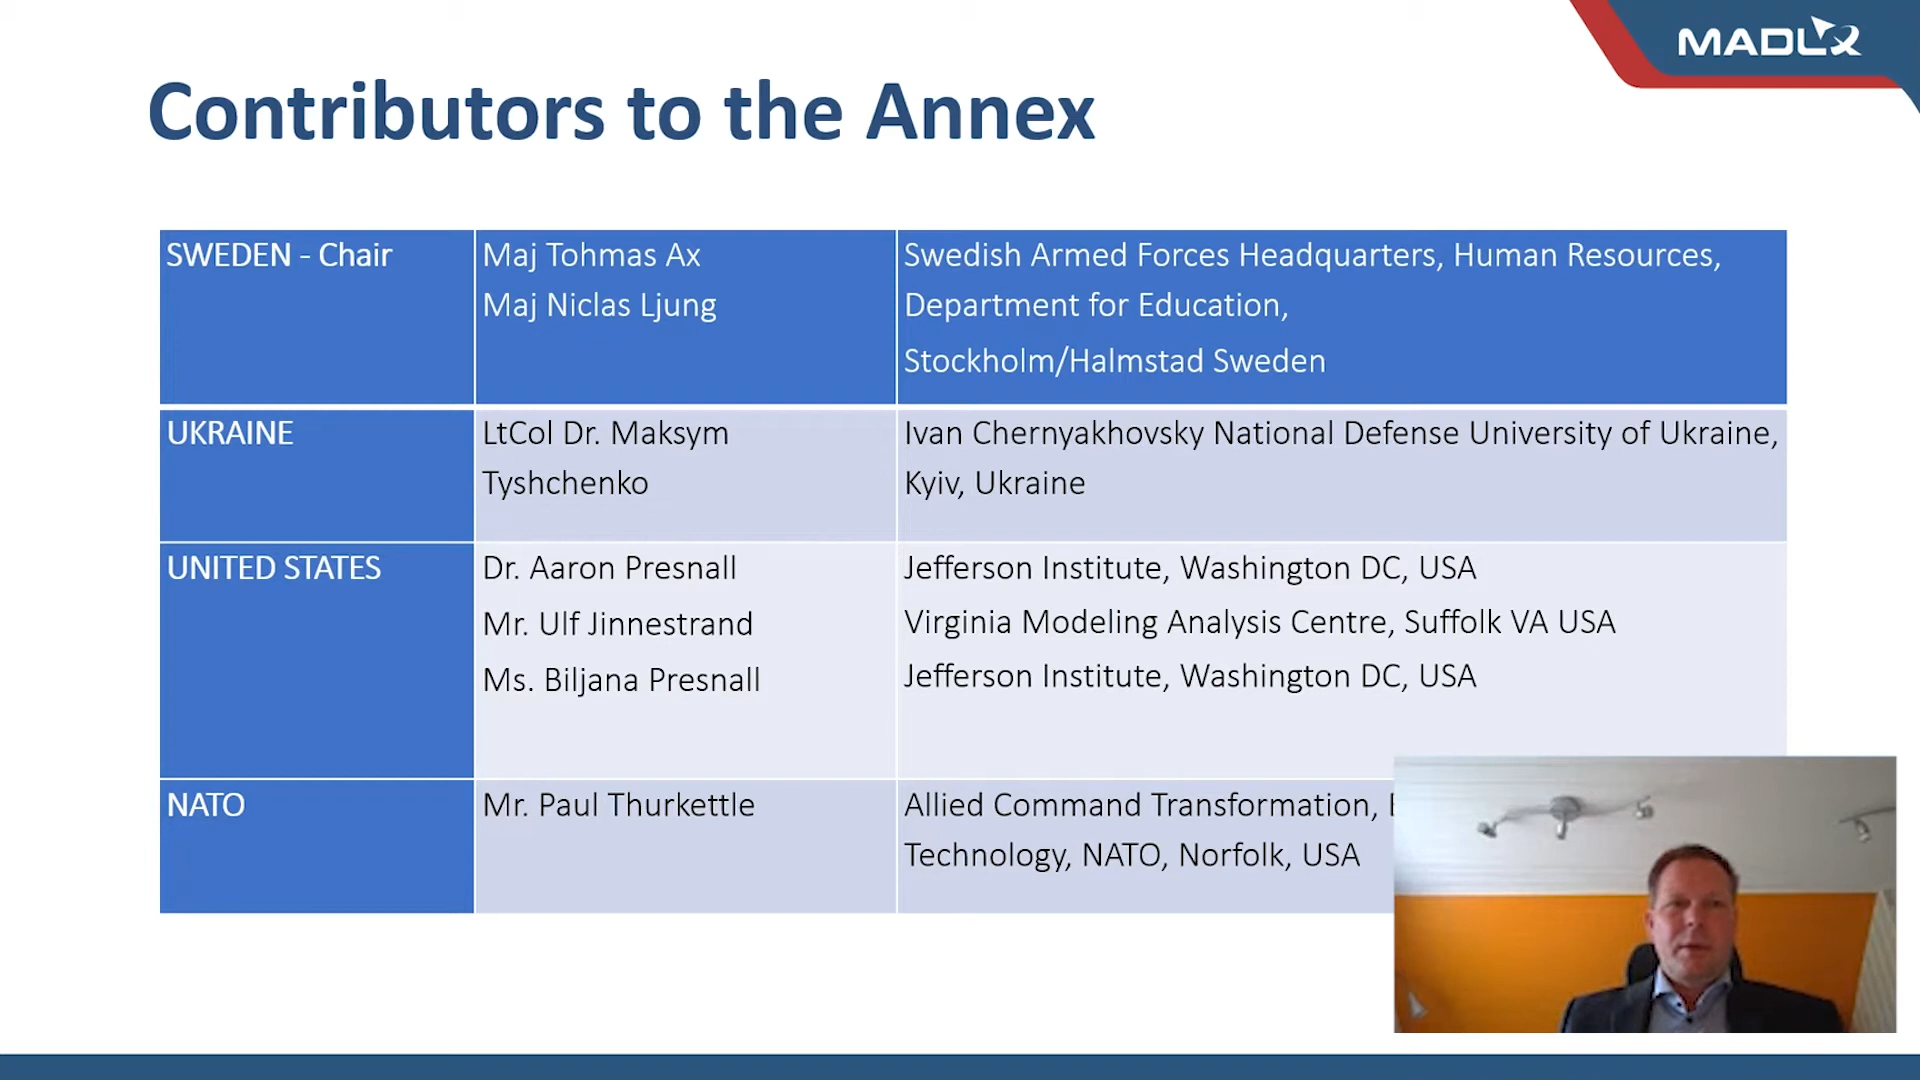 MADLx
Contributors to the Annex
SWEDEN - Chair
Maj Tohmas Ax
Maj Niclas Ljung
Swedish Armed Forces Headquarters, Human Resources,
Department for Education,
Stockholm/Halmstad Sweden
UKRAINE
LtCol Dr. Maksym
Tyshchenko
Ivan Chernyakhovsky National Defense University of Ukraine,
Kyiv, Ukraine
UNITED STATES
Dr. Aaron Presnall
Mr. Ulf Jinnestrand
Ms. Biljana Presnall
Jefferson Institute, Washington DC, USA
Virginia Modeling Analysis Centre, Suffolk VA USA
Jefferson Institute, Washington DC, USA
NATO
Mr. Paul Thurkettle
Allied Command Transformation,
Technology, NATO, Norfolk, USA